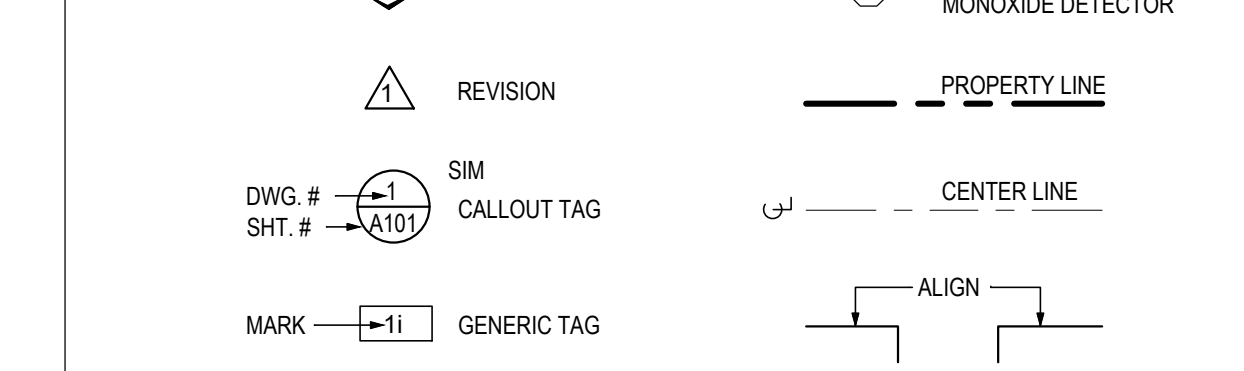 MONOXIDE DETECTOR
1 REVISION
PROPERTY LINE
SIM
DWG. # 1
CALLOUT TAG
SHT. # A101
CENTER LINE
ALIGN
MARK 1i GENERIC TAG